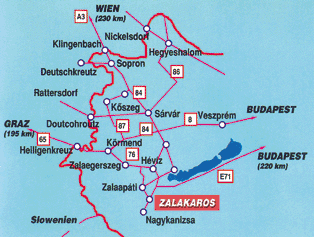 WIEN
(230 km)
A3
Nickelsdorf
Klingenbach
Hegyeshalom
Sopron
Deutschkreutz
86
Rattersdorf
84
Kőszeg
Sárvár
8
Veszprém
BUDAPEST
Doutcohroutz
GRAZ
(195 km)
65
87
84
Körmend
Heiligenkreuz
76
Hévíz
BUDAPEST
(220 km)
Zalaegerszeg
E71
Zalaapáti
ZALAKAROS
Slowenien
Nagykanizsa